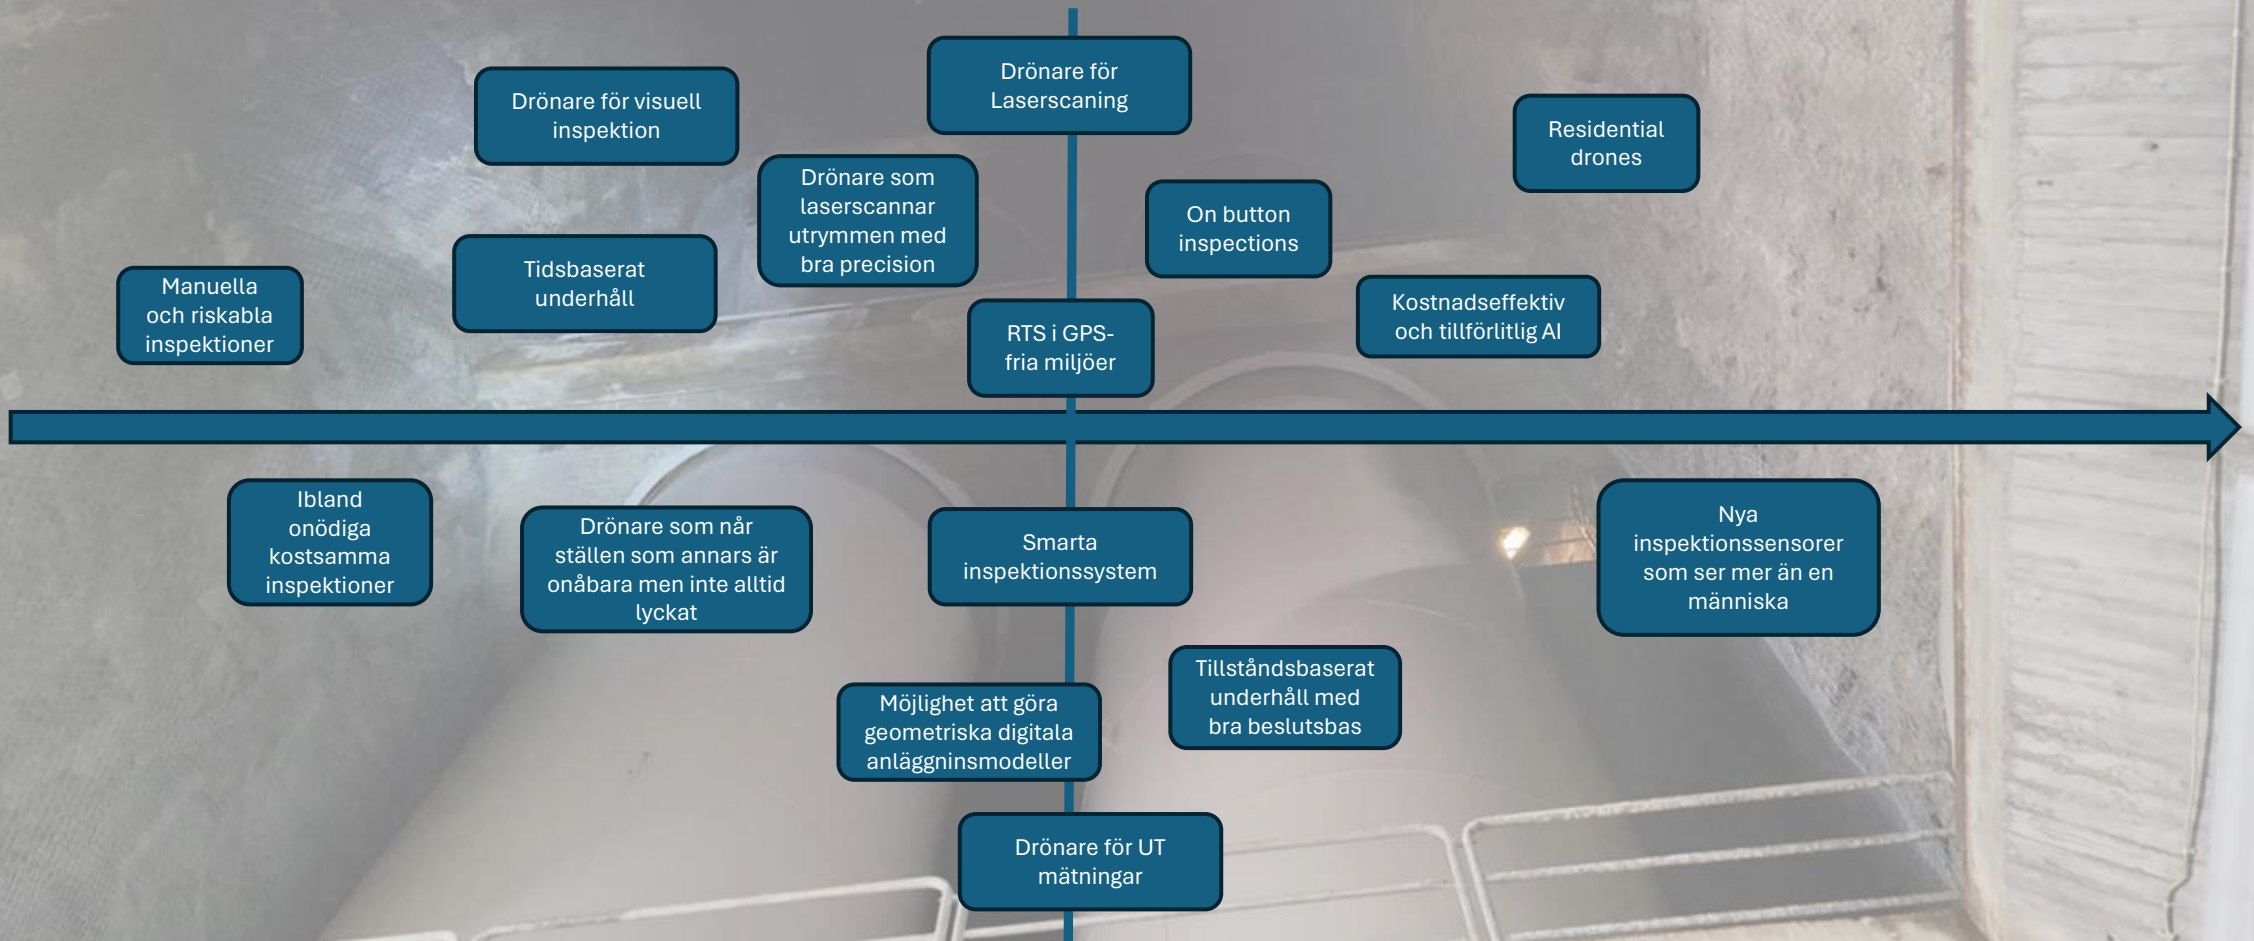 Drönare för
Laserscaning
Drönare för visuell
inspektion
Residential
drones
Drönare som
laserscannar
utrymmen med
bra precision
On button
inspections
Tidsbaserat
underhåll
Manuella
och riskabla
inspektioner
Kostnadseffektiv
och tillförlitlig AI
RTS i GPS-
fria miljöer
Ibland
onödiga
kostsamma
inspektioner
Drönare som når
ställen som annars är
onåbara men inte alltid
lyckat
Smarta
inspektionssystem
Nya
inspektionssensorer
som ser mer än en
människa
Tillståndsbaserat
underhåll med
bra beslutsbas
Möjlighet att göra
geometriska digitala
anläggninsmodeller
Drönare för UT
mätningar